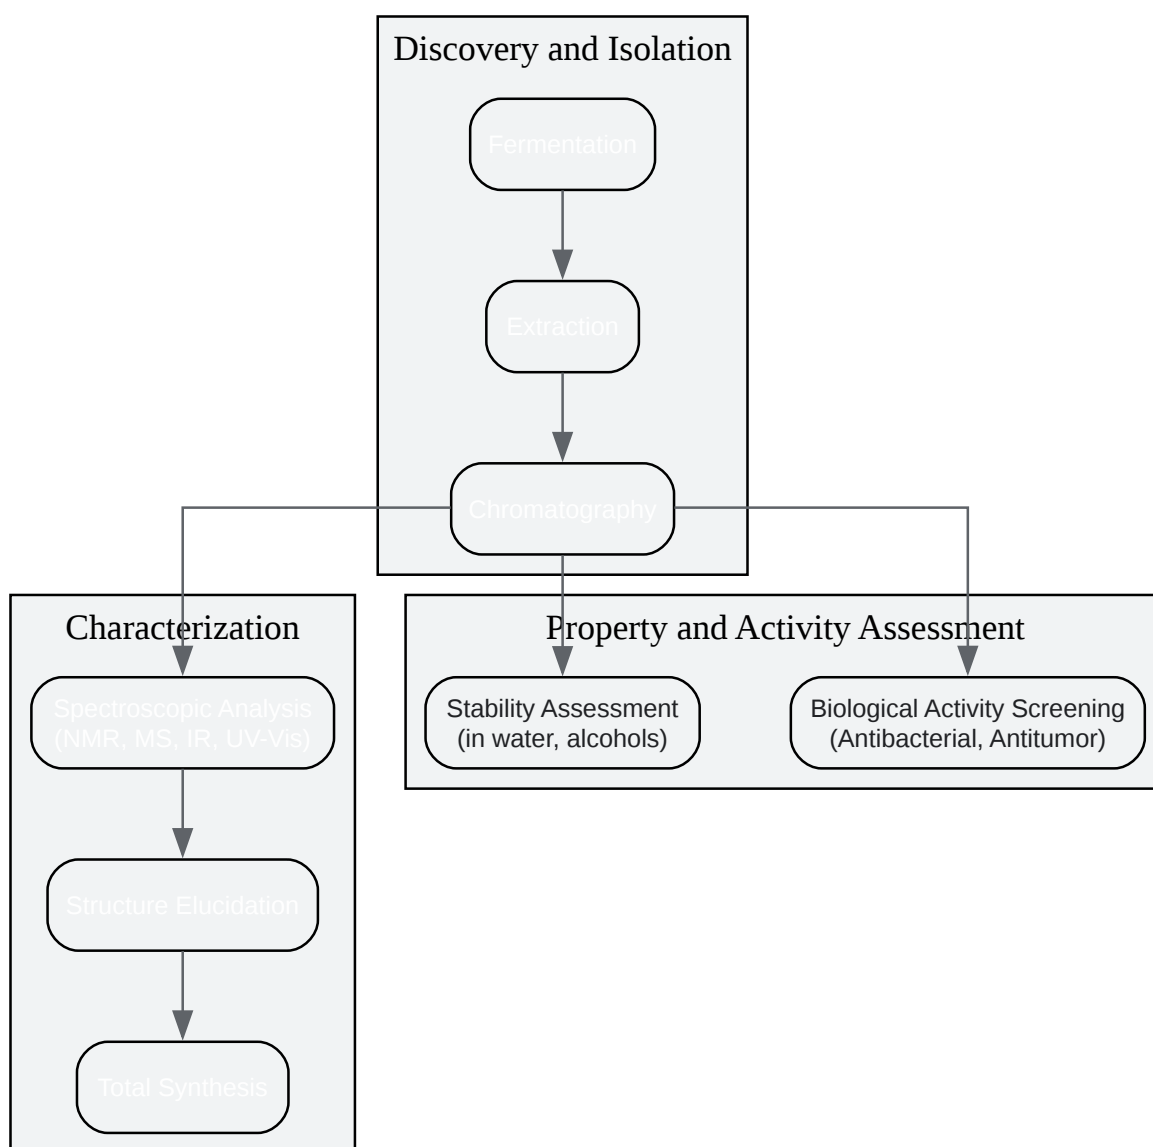 Discovery and Isolation
Fermentation
Extraction
Chromatography
Characterization
Spectroscopic Analysis
(NMR, MS, IR, UV-Vis)
Structure Elucidation
Total Synthesis
Property and Activity Assessment
Stability Assessment
(in water, alcohols)
Biological Activity Screening
(Antibacterial, Antitumor)